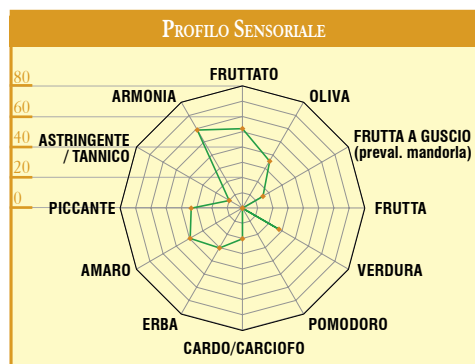 PROFILO SENSORIALE
80
60
40
20
0
FRUTTATO
OLIVA
FRUTTA A GUSCIO
(preval. mandorla)
FRUTTA
VERDURA
POMODORO
CARDO/CARCIOFO
ERBA
AMARO
PICCANTE
ASTRINGENTE
/ TANNICO
ARMONIA